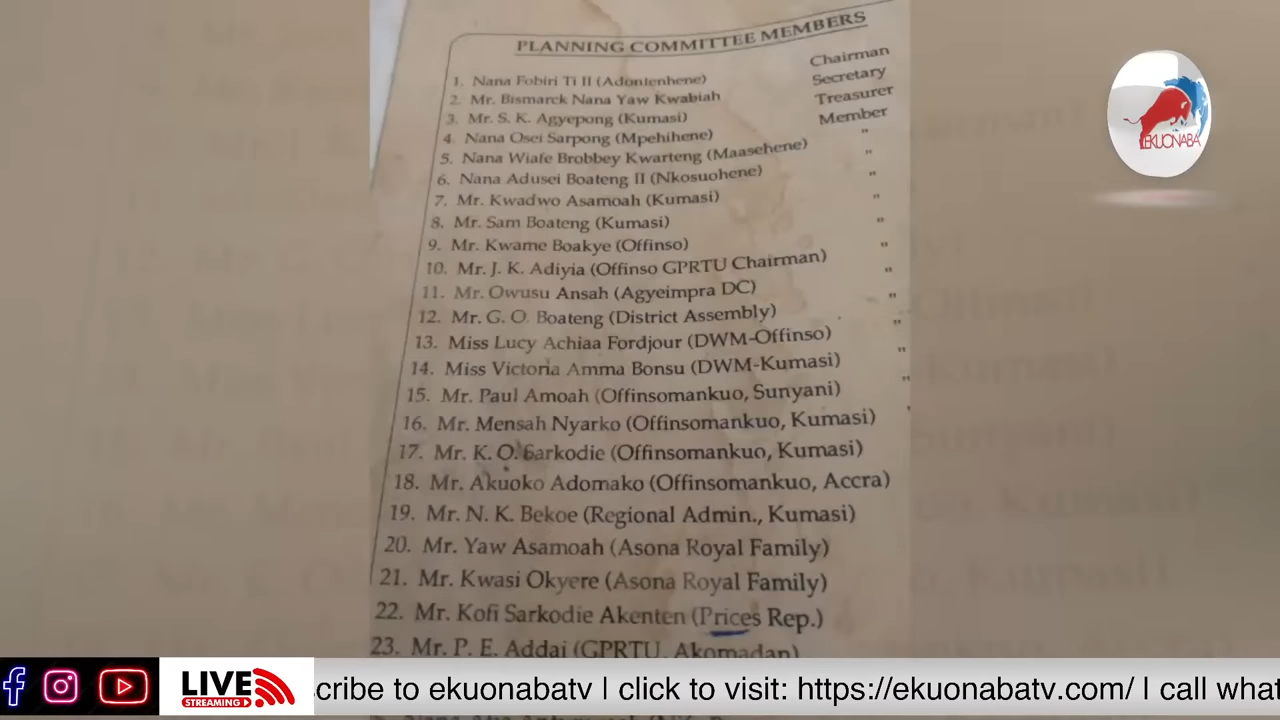 PLANNING COMMITTEE MEMBERS
1. Nana Fobiri Ti II (Adontenhene) Chairman
2. Mr. Bismarck Nana Yaw Kwabiah Secretary
3. Mr. S. K. Agyepong (Kumasi) Treasurer
4. Nana Osei Sarpong (Mpehihene) Member
5. Nana Wiafe Brobbey Kwarteng (Maasehene) "
6. Nana Adusei Boateng II (Nkosuohene) "
7. Mr. Kwadwo Asamoah (Kumasi) "
8. Mr. Sam Boateng (Kumasi) "
9. Mr. Kwame Boakye (Offinso) "
10. Mr. J. K. Adiyia (Offinso GPRTU Chairman) "
11. Mr. Owusu Ansah (Agyeimpra DC) "
12. Mr. G. O. Boateng (District Assembly) "
13. Miss Lucy Achiaa Fordjour (DWM-Offinso) "
14. Miss Victoria Amma Bonsu (DWM-Kumasi) "
15. Mr. Paul Amoah (Offinsomankuo, Sunyani) "
16. Mr. Mensah Nyarko (Offinsomankuo, Kumasi)
17. Mr. K. O. Sarkodie (Offinsomankuo, Kumasi)
18. Mr. Akuoko Adomako (Offinsomankuo, Accra)
19. Mr. N. K. Bekoe (Regional Admin., Kumasi)
20. Mr. Yaw Asamoah (Asona Royal Family)
21. Mr. Kwasi Okyere (Asona Royal Family)
22. Mr. Kofi Sarkodie Akenten (Prices Rep.)
23. Mr. P. E. Addai (GPRTU, Akomadan)
EKUONABA
LIVE
STREAMING
cribe to ekuonabatv | click to visit: https://ekuonabatv.com/ | call what